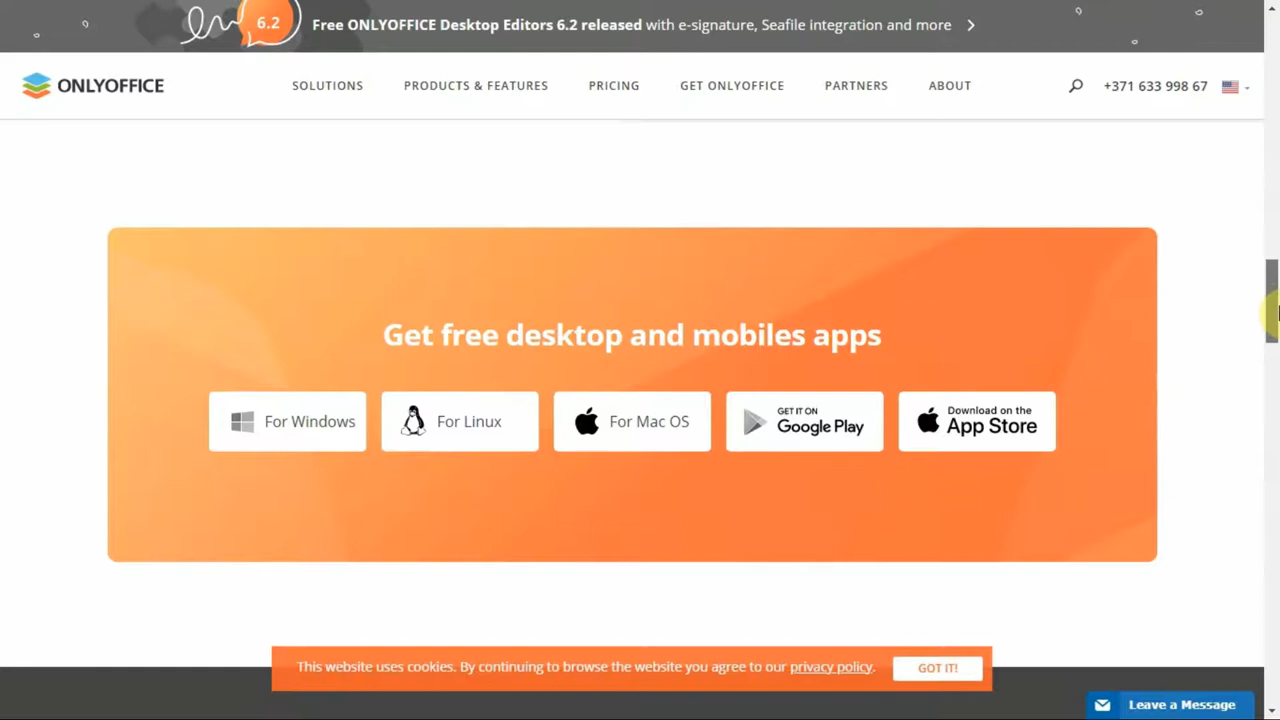 6.2
Free ONLYOFFICE Desktop Editors 6.2 released with e-signature, Seafile integration and more
ONLYOFFICE
SOLUTIONS
PRODUCTS & FEATURES
PRICING
GET ONLYOFFICE
PARTNERS
ABOUT
+371 633 998 67
Get free desktop and mobiles apps
For Windows
For Linux
For Mac OS
GET IT ON
Google Play
Download on the
App Store
This website uses cookies. By continuing to browse the website you agree to our privacy policy.
GOT IT!
Leave a Message